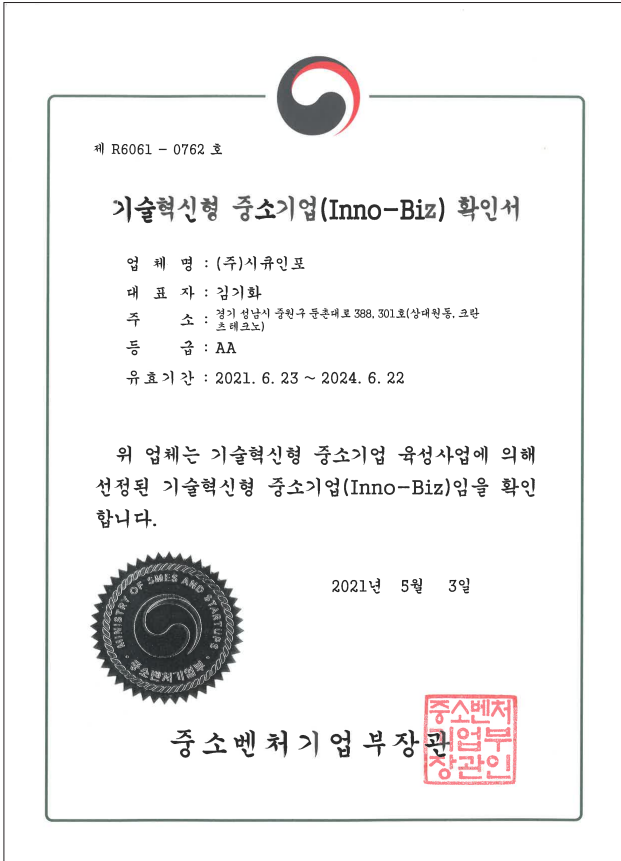 제 R6061 - 0762 호
기술혁신형 중소기업(Inno-Biz) 확인서
업 체 명 : (주)시큐인포
대 표 자 : 김기화
주 소 : 경기 성남시 중원구 둔촌대로 388, 301호(상대원동, 크란
츠테크노)
등 급 : AA
유효기간 : 2021. 6. 23 ~ 2024. 6. 22
위 업체는 기술혁신형 중소기업 육성사업에 의해
선정된 기술혁신형 중소기업(Inno-Biz)임을 확인
합니다.
2021년 5월 3일
MINISTRY OF SMES AND STARTUPS
중소벤처기업부
중소벤처기업부장관
중소벤처
기업부
장관인